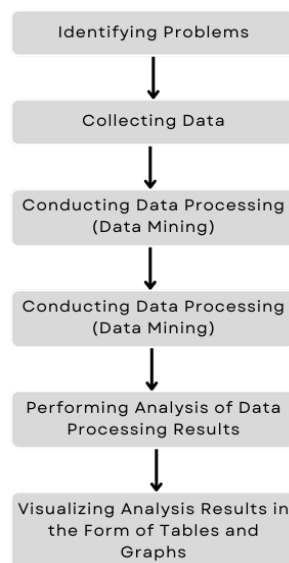 Identifying Problems
Collecting Data
Conducting Data Processing
(Data Mining)
Conducting Data Processing
(Data Mining)
Performing Analysis of Data
Processing Results
Visualizing Analysis Results in
the Form of Tables and
Graphs